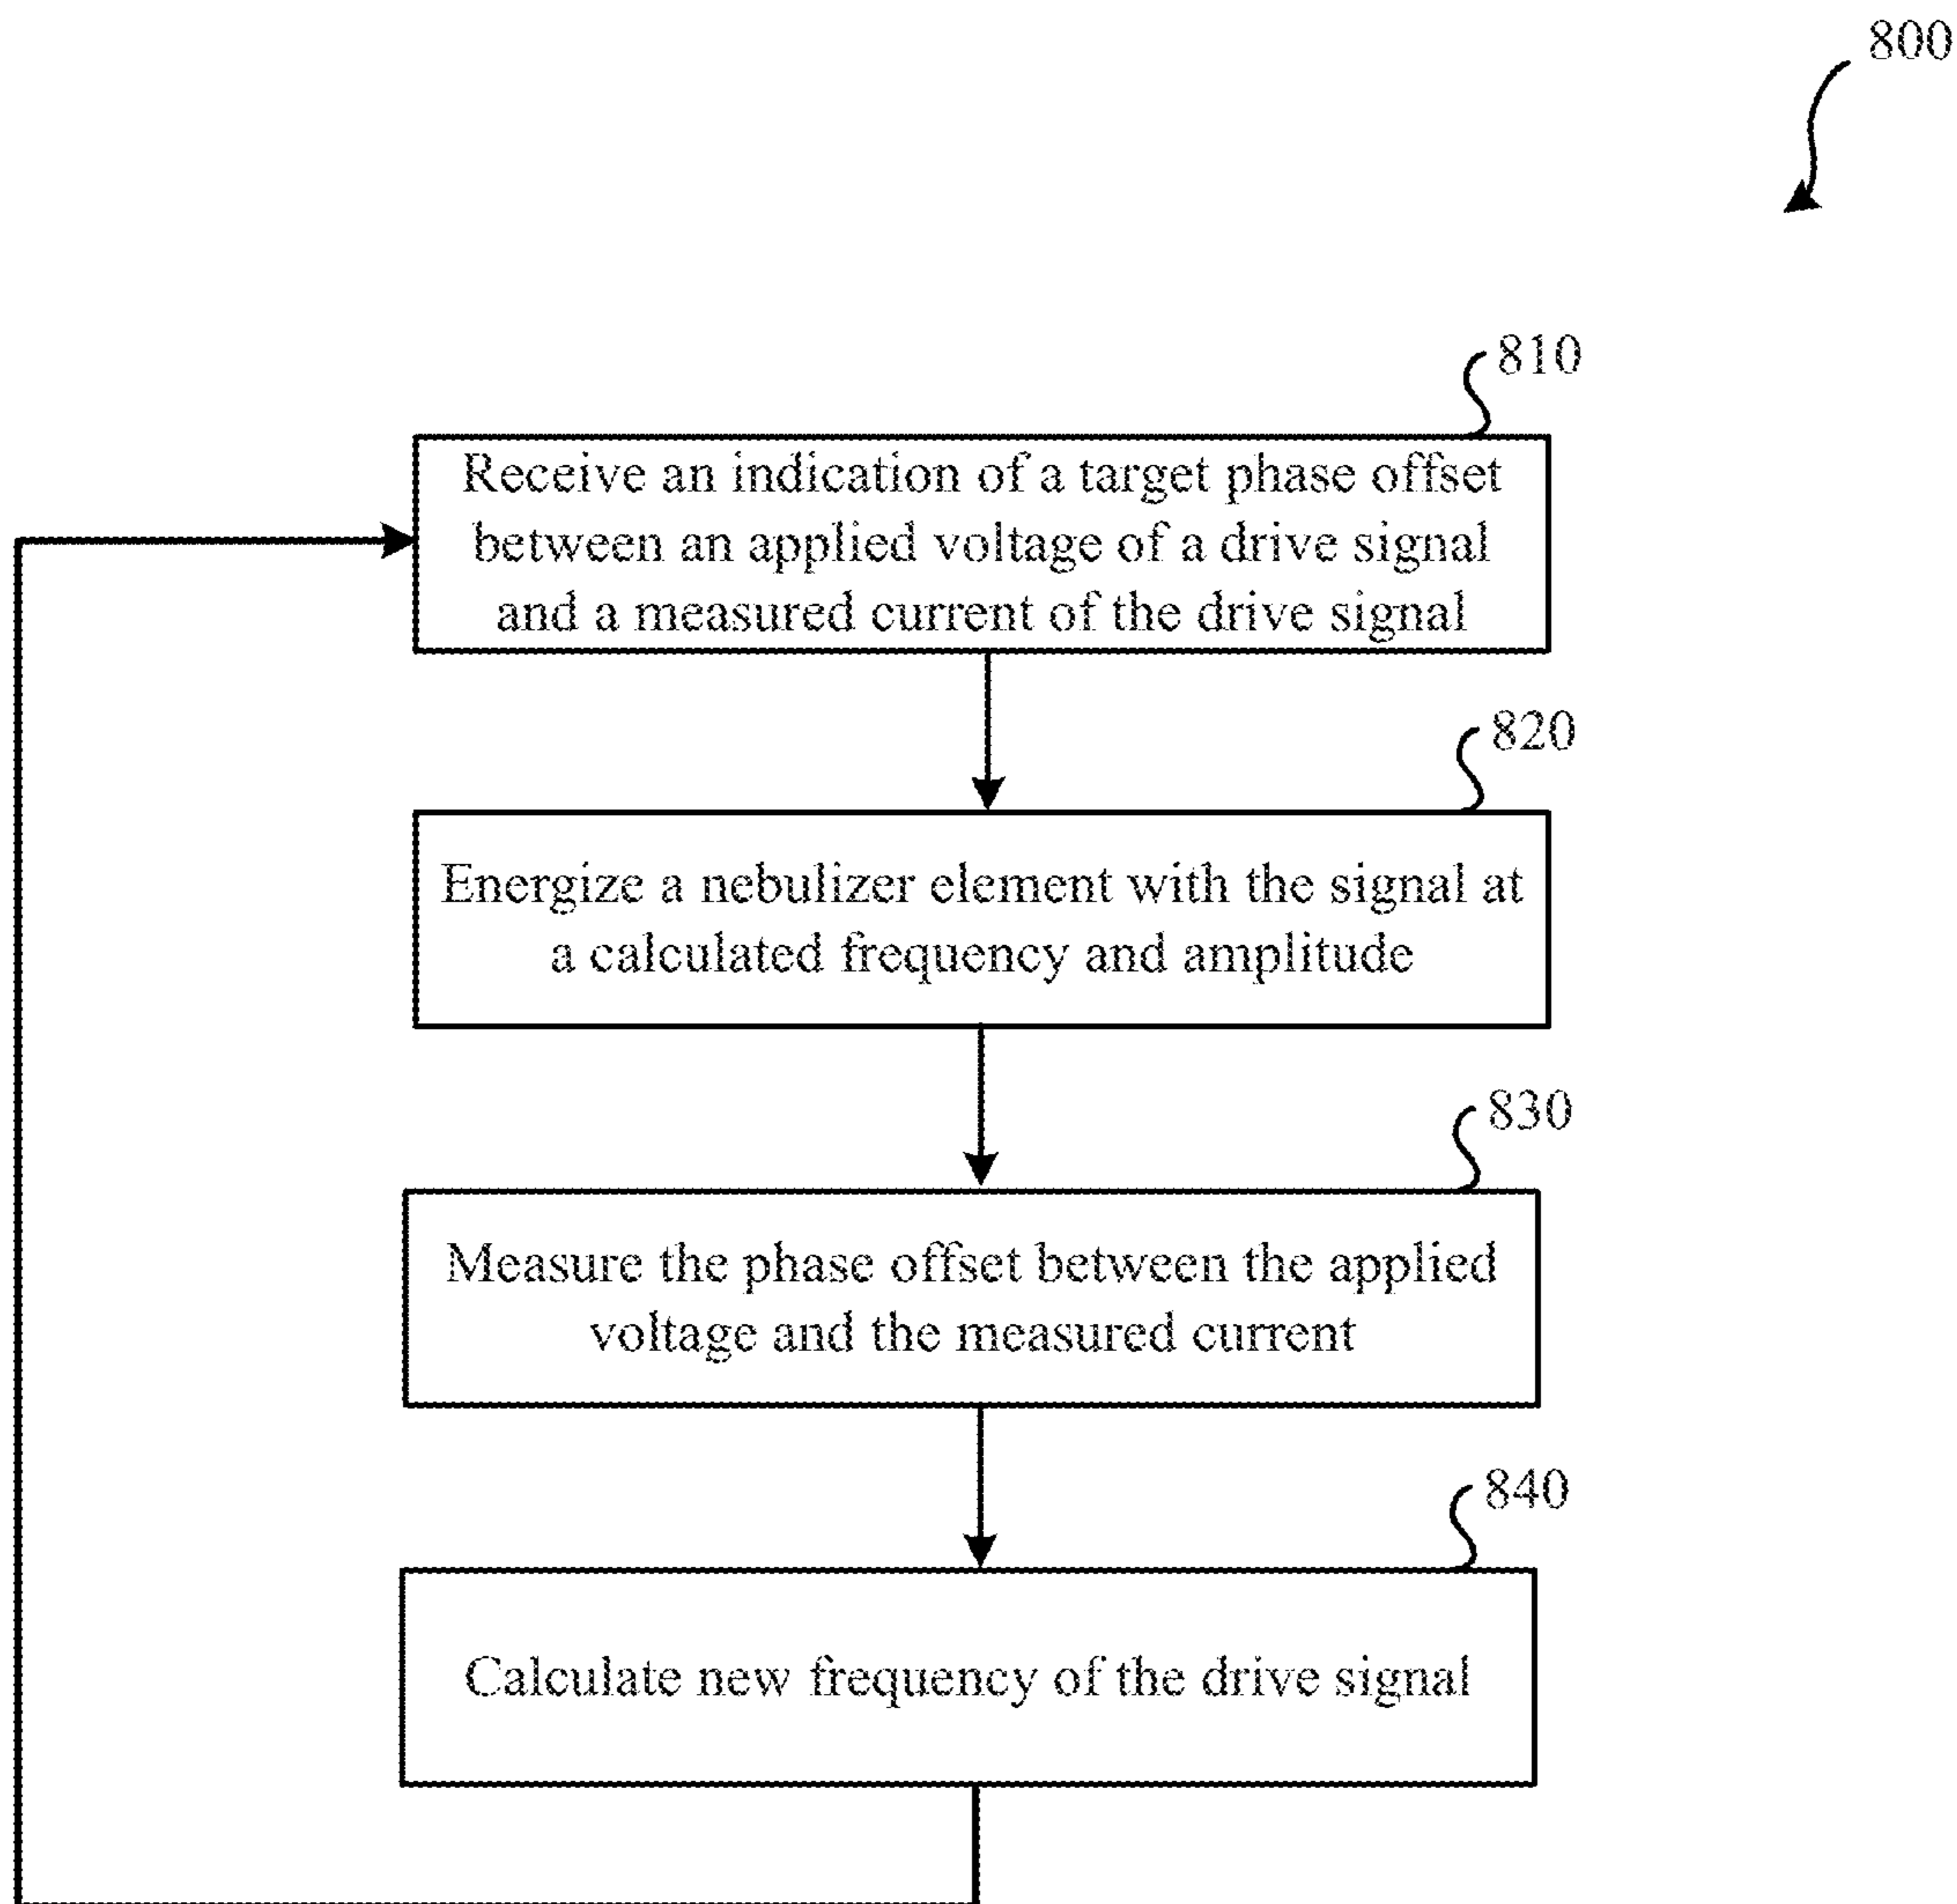 800
810
Receive an indication of a target phase offset
between an applied voltage of a drive signal
and a measured current of the drive signal
820
Energize a nebulizer element with the signal at
a calculated frequency and amplitude
830
Measure the phase offset between the applied
voltage and the measured current
840
Calculate new frequency of the drive signal